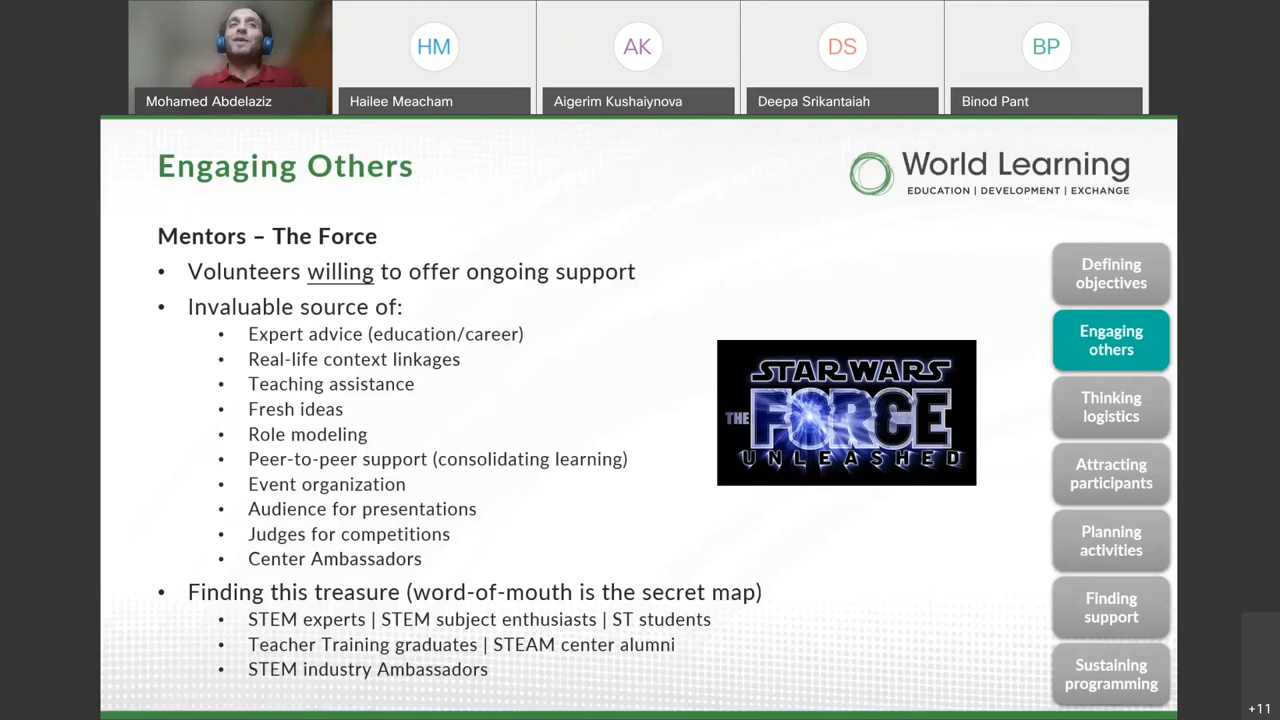 HM
AK
DS
BP
Mohamed Abdelaziz
Hailee Meacham
Aigerim Kushaiynova
Deepa Srikantaiah
Binod Pant
Engaging Others
World Learning
EDUCATION | DEVELOPMENT | EXCHANGE
Mentors – The Force
• Volunteers willing to offer ongoing support
• Invaluable source of:
• Expert advice (education/career)
• Real-life context linkages
• Teaching assistance
• Fresh ideas
• Role modeling
• Peer-to-peer support (consolidating learning)
• Event organization
• Audience for presentations
• Judges for competitions
• Center Ambassadors
• Finding this treasure (word-of-mouth is the secret map)
• STEM experts | STEM subject enthusiasts | ST students
• Teacher Training graduates | STEAM center alumni
• STEM industry Ambassadors
STAR WARS
THE FORCE
UNLEASHED
Defining
objectives
Engaging
others
Thinking
logistics
Attracting
participants
Planning
activities
Finding
support
Sustaining
programming
+11